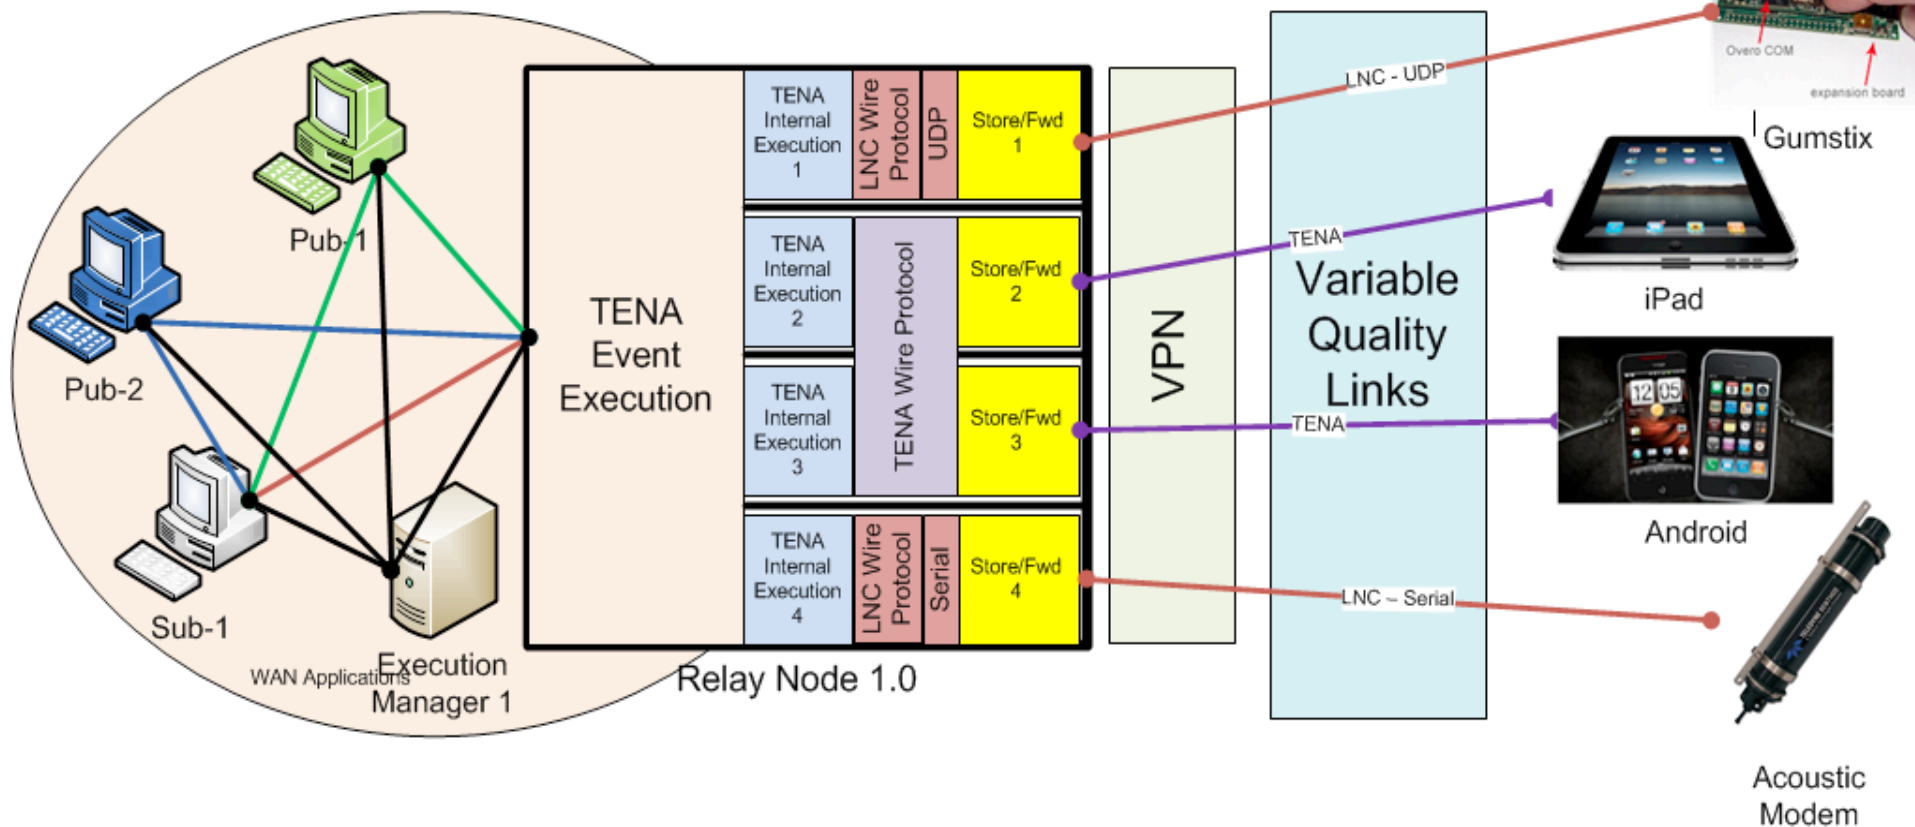 Overo COM
expansion board
Gumstix
LNC - UDP
TENA
Internal
Execution
1
LNC Wire
Protocol
UDP
Store/Fwd
1
Pub-1
TENA
Internal
Execution
2
TENA Wire Protocol
Store/Fwd
2
TENA
iPad
Pub-2
TENA
Event
Execution
VPN
Variable
Quality
Links
TENA
Internal
Execution
3
Store/Fwd
3
TENA
12 05
Android
Sub-1
TENA
Internal
Execution
4
LNC Wire
Protocol
Serial
Store/Fwd
4
LNC – Serial
WAN Applications
Execution
Manager 1
Relay Node 1.0
Acoustic
Modem